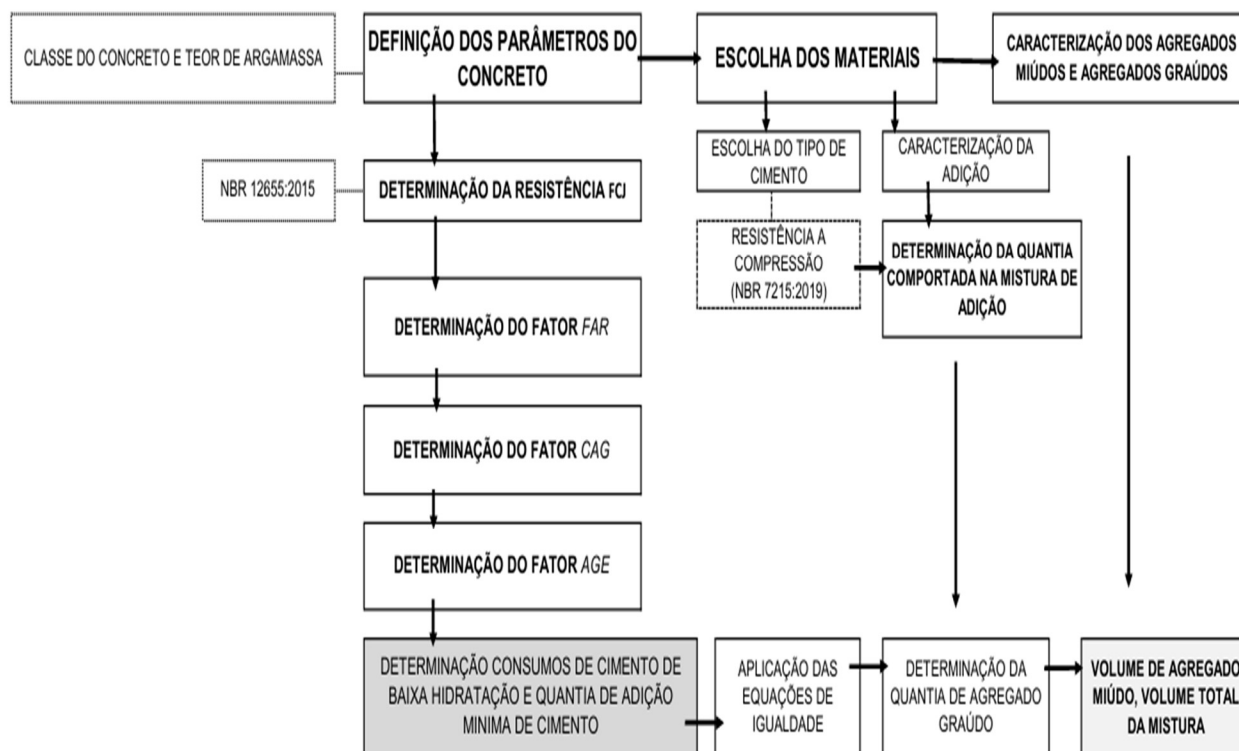 CLASSE DO CONCRETO E TEOR DE ARGAMASSA
DEFINIÇÃO DOS PARÂMETROS DO
CONCRETO
ESCOLHA DOS MATERIAIS
CARACTERIZAÇÃO DOS AGREGADOS
MIÚDOS E AGREGADOS GRAÚDOS
NBR 12655:2015
DETERMINAÇÃO DA RESISTÊNCIA FCJ
ESCOLHA DO TIPO DE
CIMENTO
CARACTERIZAÇÃO DA
ADIÇÃO
RESISTÊNCIA A
COMPRESSÃO
(NBR 7215:2019)
DETERMINAÇÃO DA QUANTIA
COMPORTADA NA MISTURA DE
ADIÇÃO
DETERMINAÇÃO DO FATOR FAR
DETERMINAÇÃO DO FATOR CAG
DETERMINAÇÃO DO FATOR AGE
DETERMINAÇÃO CONSUMOS DE CIMENTO DE
BAIXA HIDRATAÇÃO E QUANTIA DE ADIÇÃO
MINIMA DE CIMENTO
APLICAÇÃO DAS
EQUAÇÕES DE
IGUALDADE
DETERMINAÇÃO DA
QUANTIA DE AGREGADO
GRAÚDO
VOLUME DE AGREGADO
MIÚDO, VOLUME TOTAL
DA MISTURA